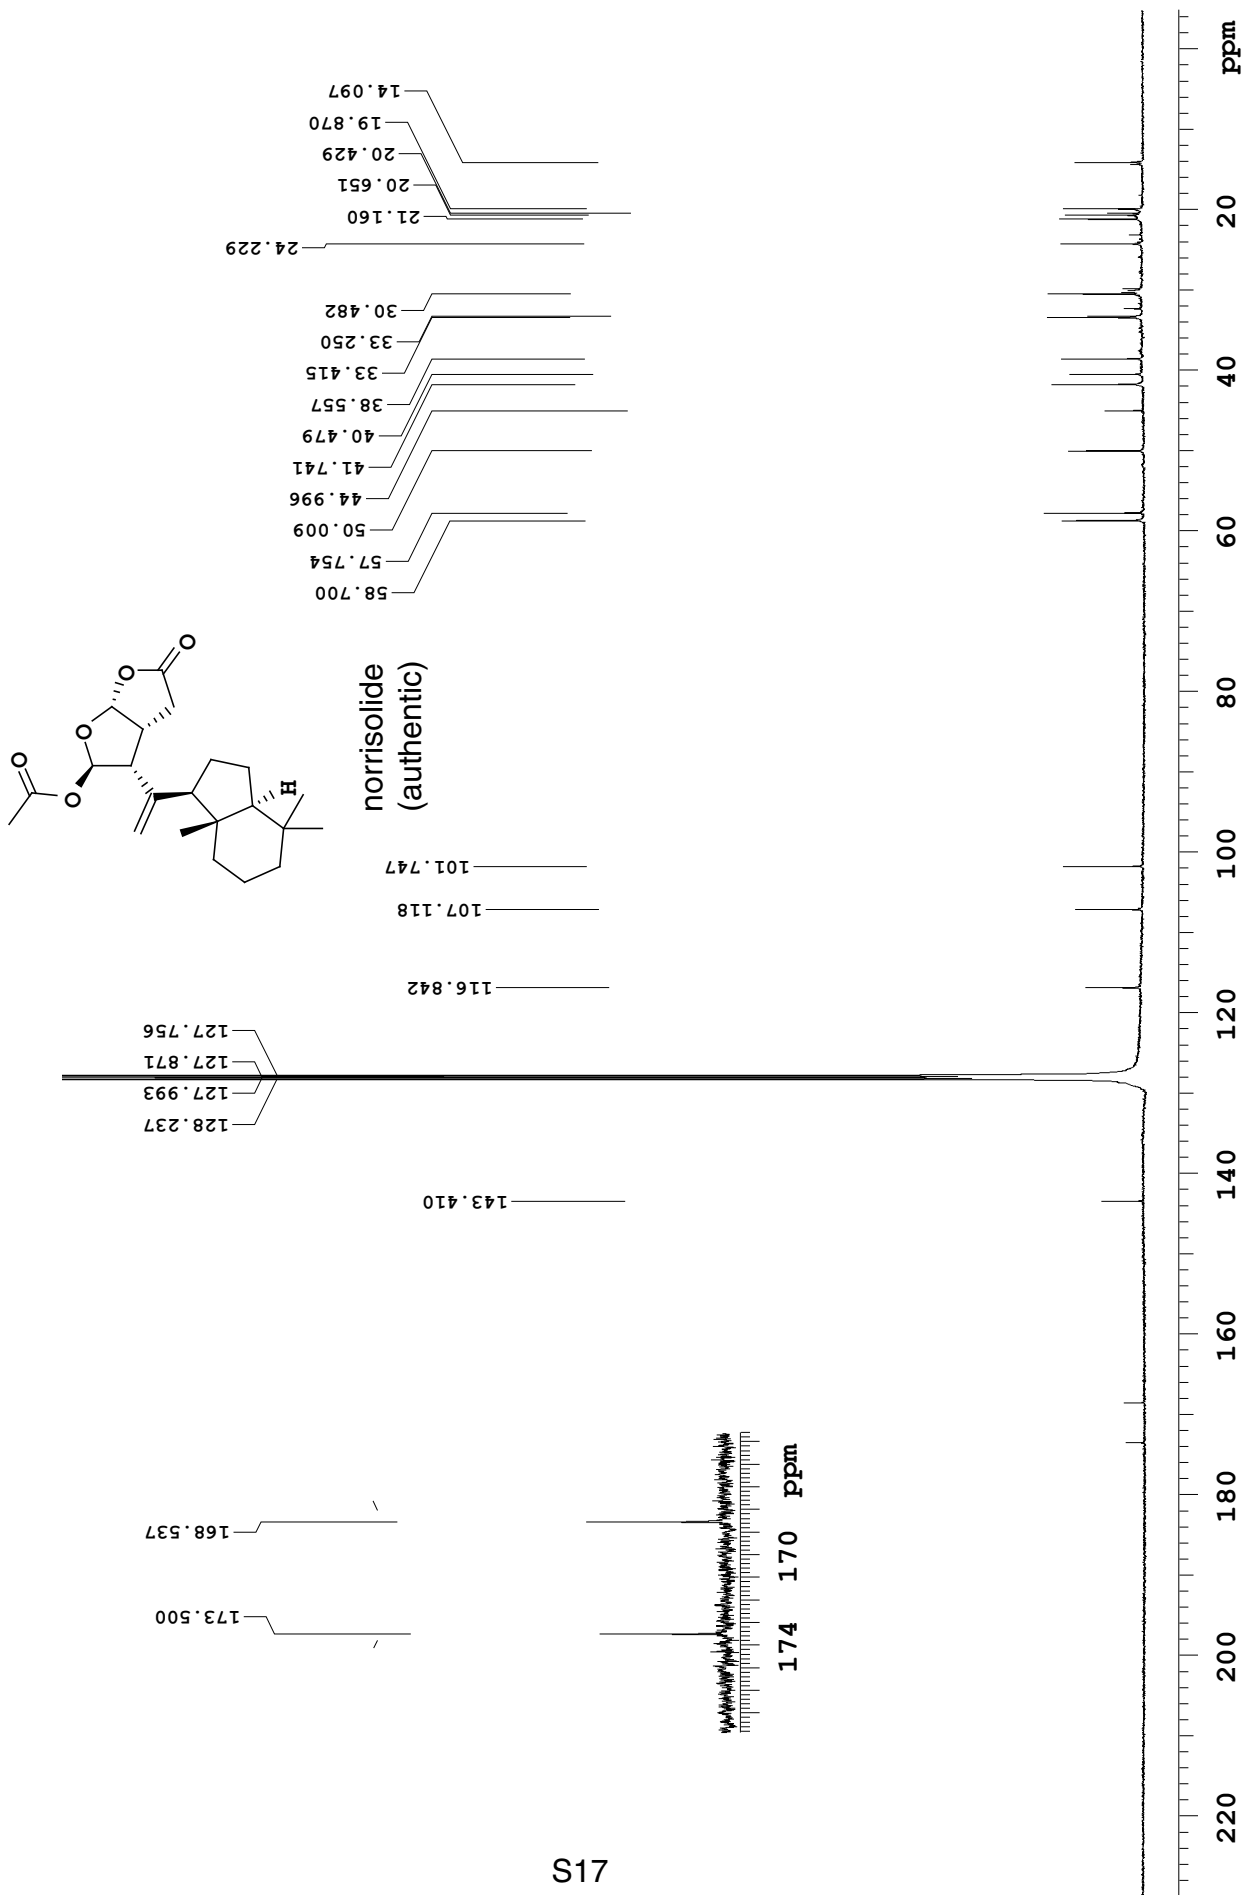 14.097
19.870
20.429
20.651
21.160
24.229
30.482
33.250
33.415
38.557
40.479
41.741
44.996
50.009
57.754
58.700
O
O
O
O
O
H
norrisolide
(authentic)
101.747
107.118
116.842
127.756
127.871
127.993
128.237
143.410
168.537
173.500
174 170 ppm
220 200 180 160 140 120 100 80 60 40 20 ppm
S17